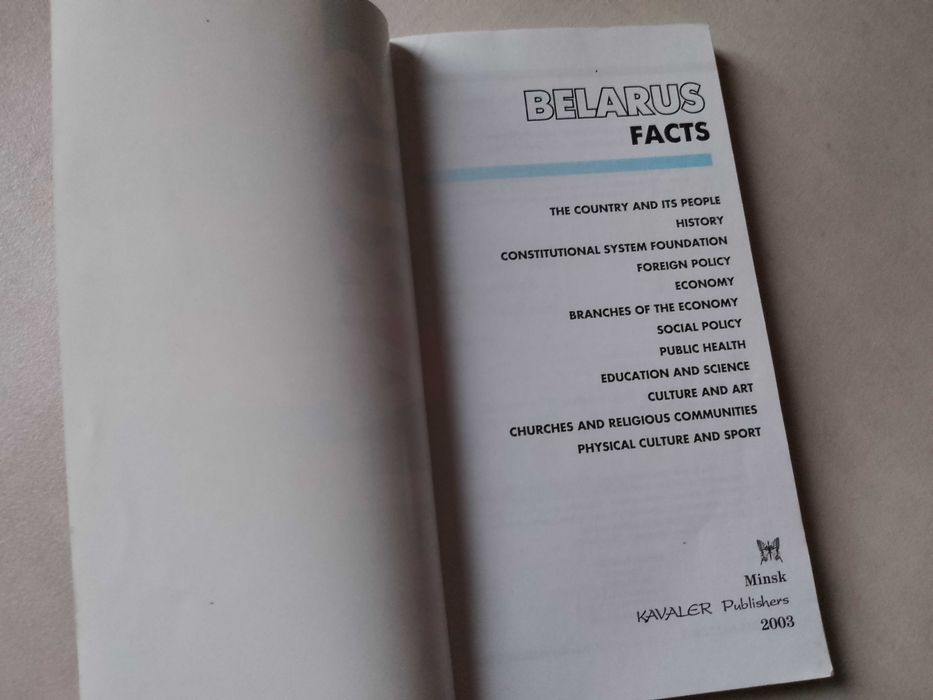 BELARUS
FACTS
THE COUNTRY AND ITS PEOPLE
HISTORY
CONSTITUTIONAL SYSTEM FOUNDATION
FOREIGN POLICY
ECONOMY
BRANCHES OF THE ECONOMY
SOCIAL POLICY
PUBLIC HEALTH
EDUCATION AND SCIENCE
CULTURE AND ART
CHURCHES AND RELIGIOUS COMMUNITIES
PHYSICAL CULTURE AND SPORT
Minsk
KAVALER Publishers
2003